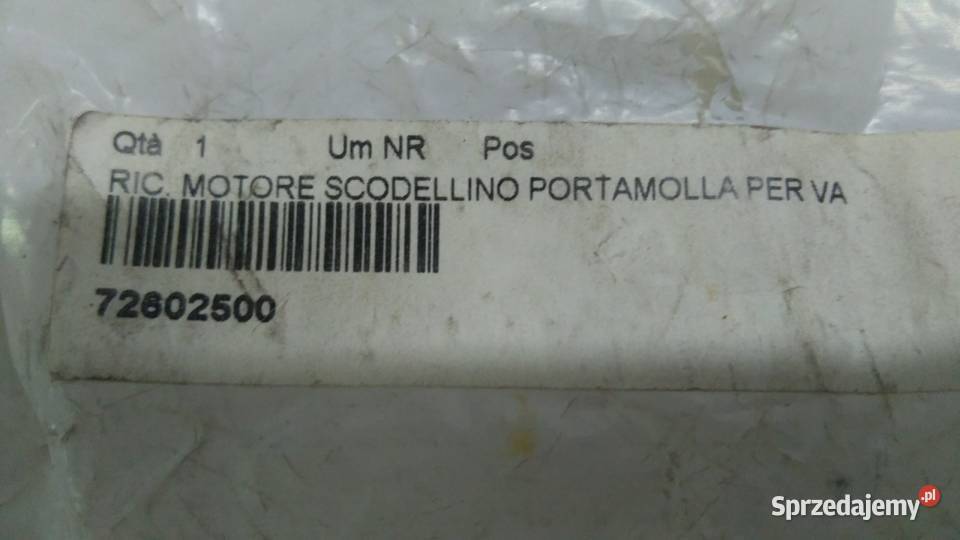 Qtà 1 Um NR Pos
RIC. MOTORE SCODELLINO PORTAMOLLA PER VA
72602500
Sprzedajemy.pl